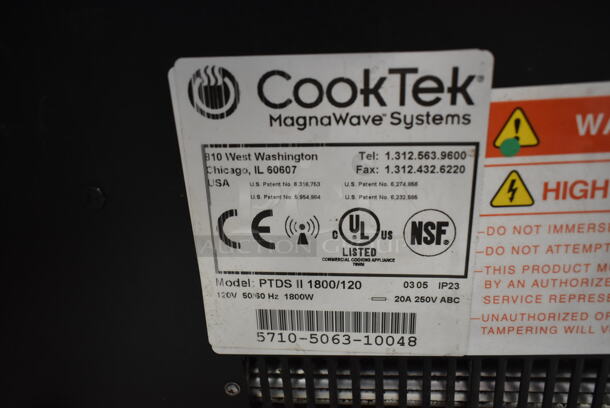 CookTek®
MagnaWave™ Systems
810 West Washington
Chicago, IL 60607
USA
Tel: 1.312.563.9600
Fax: 1.312.432.6220
U.S. Patent No. 6,316,753
U.S. Patent No. 6,274,856
U.S. Patent No. 5,954,984
U.S. Patent No. 6,232,585
CE
C UL US
LISTED
COMMERCIAL COOKING APPLIANCE
NSF®
Model: PTDS II 1800/120
0305 IP23
120V 50/60 Hz 1800W
20A 250V ABC
5710-5063-10048
WA
HIGH
-DO NOT IMMERS
-DO NOT ATTEMPT
-THIS PRODUCT M
BY AN AUTHORIZE
SERVICE REPRESE
-UNAUTHORIZED OP
TAMPERING WILL V